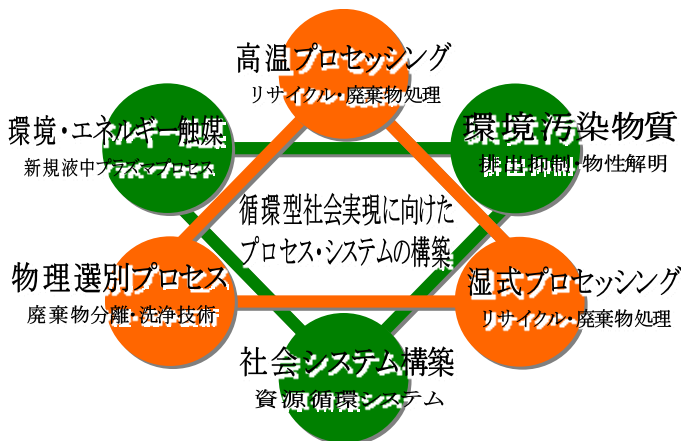 高温プロセッシング
リサイクル・廃棄物処理
環境・エネルギー触媒
新規液中プラズマプロセス
環境汚染物質
排出抑制・物性解明
循環型社会実現に向けた
プロセス・システムの構築
物理選別プロセス
廃棄物分離・洗浄技術
湿式プロセッシング
リサイクル・廃棄物処理
社会システム構築
資源循環システム